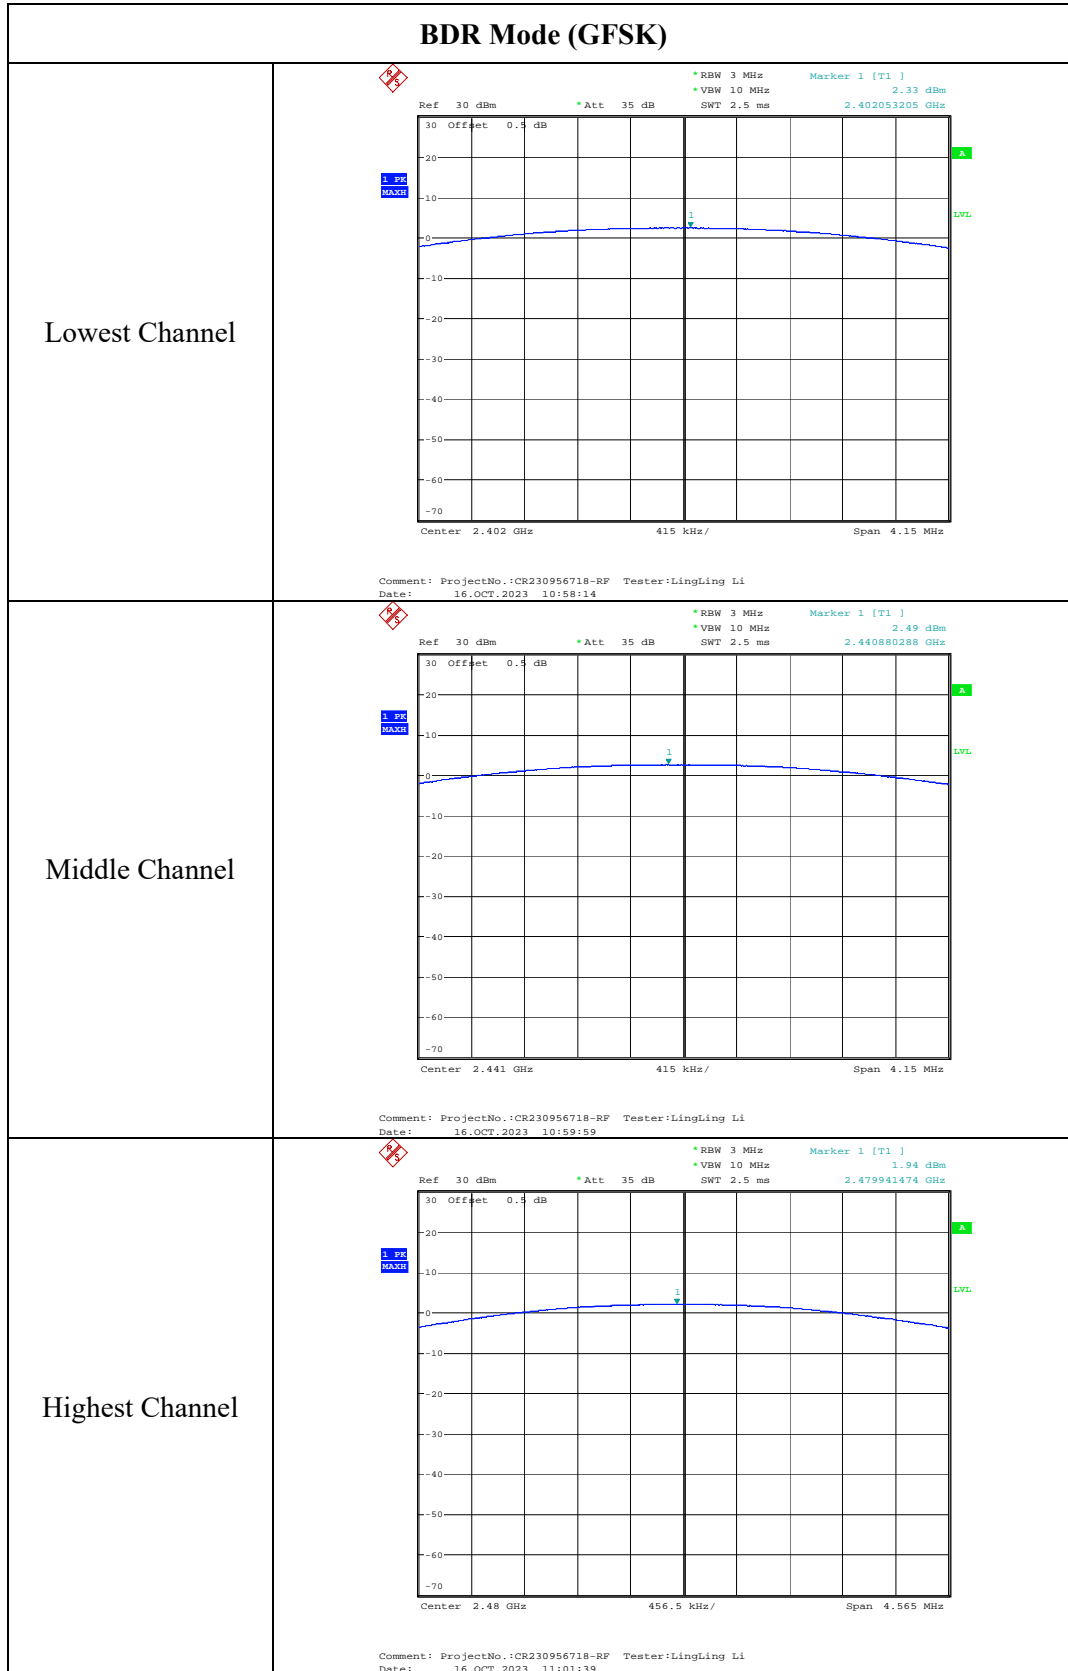 BDR Mode (GFSK)
Lowest Channel
R S
* RBW 3 MHz Marker 1 [T1 ]
* VBW 10 MHz 2.33 dBm
Ref 30 dBm * Att 35 dB SWT 2.5 ms 2.402053205 GHz
30 Offset 0.5 dB
20
A
1 PK
MAXH
10
LVL
1
0
-10
-20
-30
-40
-50
-60
-70
Center 2.402 GHz 415 kHz/ Span 4.15 MHz
Comment: ProjectNo.:CR230956718-RF Tester:LingLing Li
Date: 16.OCT.2023 10:58:14
Middle Channel
R S
* RBW 3 MHz Marker 1 [T1 ]
* VBW 10 MHz 2.49 dBm
Ref 30 dBm * Att 35 dB SWT 2.5 ms 2.440880288 GHz
30 Offset 0.5 dB
20
A
1 PK
MAXH
10
LVL
1
0
-10
-20
-30
-40
-50
-60
-70
Center 2.441 GHz 415 kHz/ Span 4.15 MHz
Comment: ProjectNo.:CR230956718-RF Tester:LingLing Li
Date: 16.OCT.2023 10:59:59
Highest Channel
R S
* RBW 3 MHz Marker 1 [T1 ]
* VBW 10 MHz 1.94 dBm
Ref 30 dBm * Att 35 dB SWT 2.5 ms 2.479941474 GHz
30 Offset 0.5 dB
20
A
1 PK
MAXH
10
LVL
1
0
-10
-20
-30
-40
-50
-60
-70
Center 2.48 GHz 456.5 kHz/ Span 4.565 MHz
Comment: ProjectNo.:CR230956718-RF Tester:LingLing Li
Date: 16.OCT.2023 11:01:39